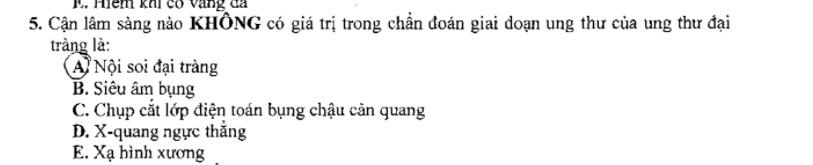 E. Hiếm khi có vàng da
5. Cận lâm sàng nào KHÔNG có giá trị trong chẩn đoán giai đoạn ung thư của ung thư đại
tràng là:
A. Nội soi đại tràng
B. Siêu âm bụng
C. Chụp cắt lớp điện toán bụng chậu cản quang
D. X-quang ngực thẳng
E. Xạ hình xương